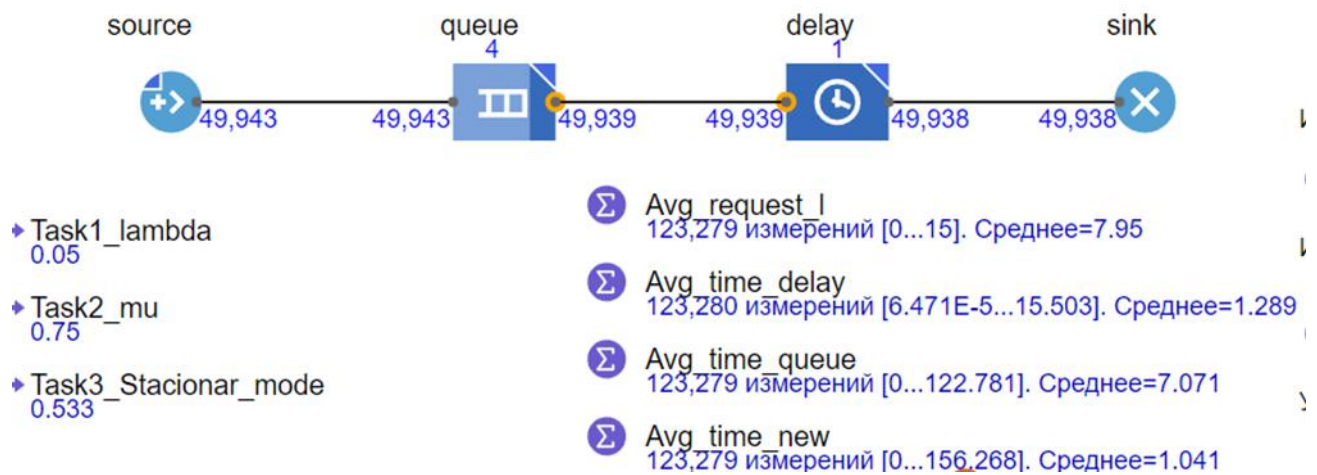 source queue delay sink
4 1
49,943 49,943 49,939 49,939 49,938 49,938
Task1_lambda
0.05
Task2_mu
0.75
Task3_Stacionar_mode
0.533
Avg_request_l
123,279 измерений [0...15]. Среднее=7.95
Avg_time_delay
123,280 измерений [6.471E-5...15.503]. Среднее=1.289
Avg_time_queue
123,279 измерений [0...122.781]. Среднее=7.071
Avg_time_new
123,279 измерений [0...156.268]. Среднее=1.041